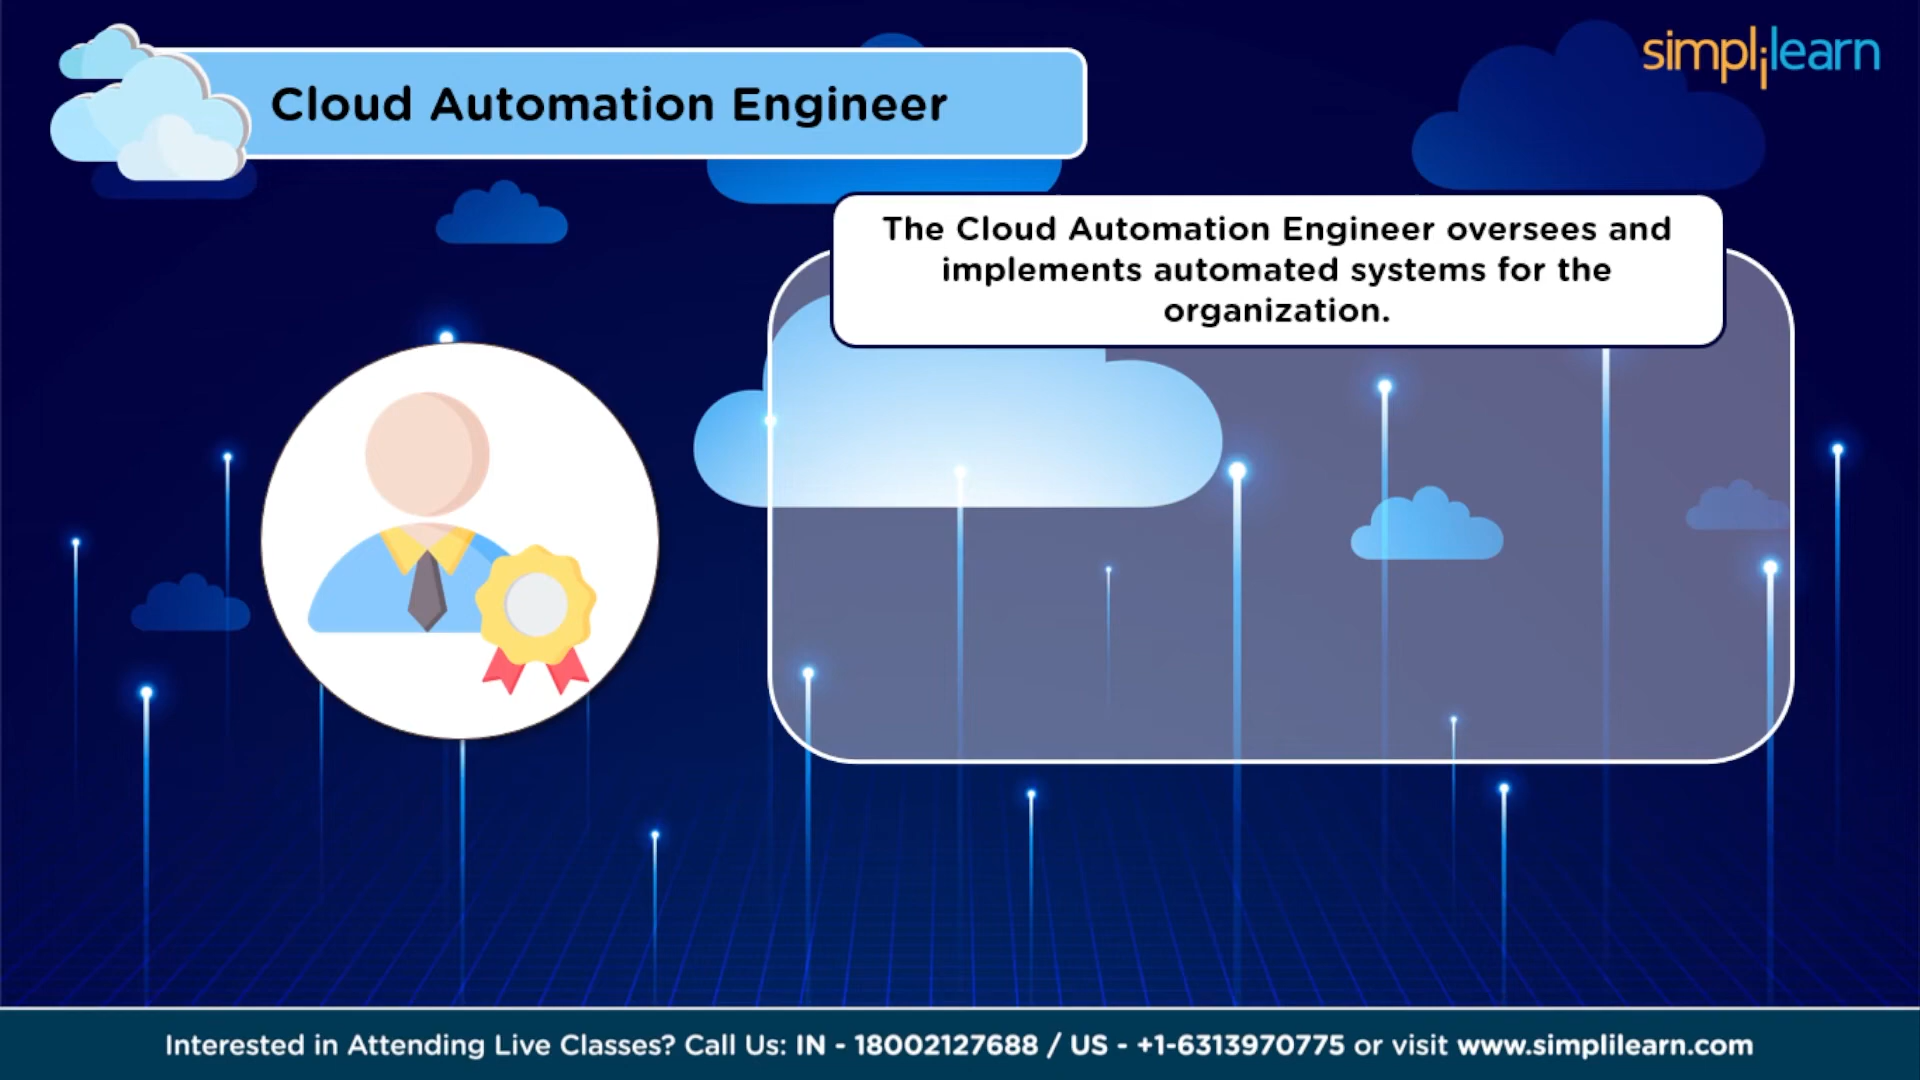 simplilearn
Cloud Automation Engineer
The Cloud Automation Engineer oversees and
implements automated systems for the
organization.
Interested in Attending Live Classes? Call Us: IN - 18002127688 / US - +1-6313970775 or visit www.simplilearn.com